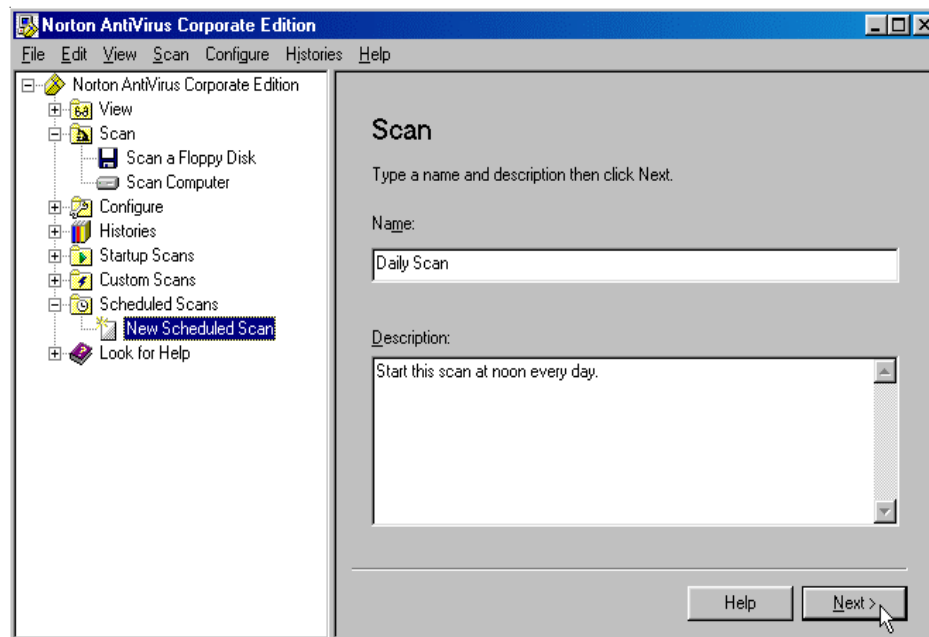 Norton AntiVirus Corporate Edition
File Edit View Scan Configure Histories Help
Norton AntiVirus Corporate Edition
View
Scan
Scan a Floppy Disk
Scan Computer
Configure
Histories
Startup Scans
Custom Scans
Scheduled Scans
New Scheduled Scan
Look for Help
Scan
Type a name and description then click Next.
Name:
Daily Scan
Description:
Start this scan at noon every day.
Help Next >